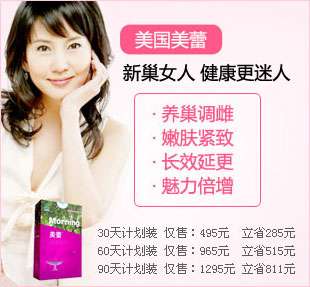 美国美蕾
新巢女人 健康更迷人
· 养巢调雌
· 嫩肤紧致
· 长效延更
· 魅力倍增
Morning
美蕾
30天计划装 仅售：495元 立省285元
60天计划装 仅售：965元 立省515元
90天计划装 仅售：1295元 立省811元